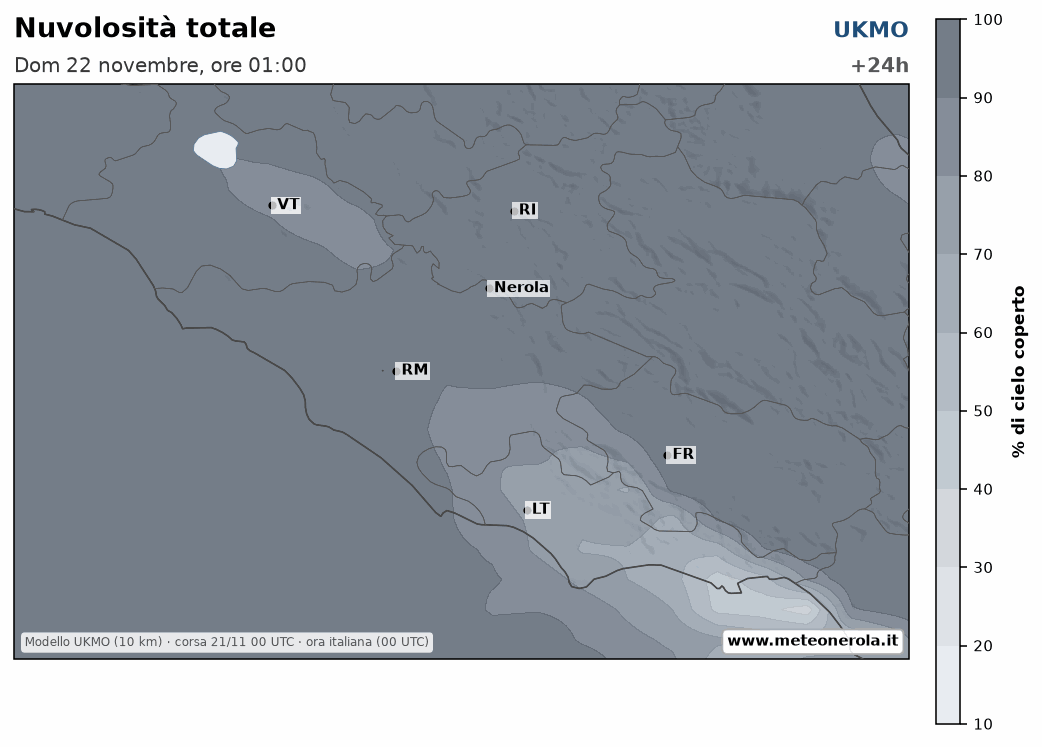 Nuvolosità totale
UKMO
Dom 22 novembre, ore 01:00
+24h
VT
RI
Nerola
RM
FR
LT
Modello UKMO (10 km) · corsa 21/11 00 UTC · ora italiana (00 UTC)
www.meteonerola.it
100
90
80
70
60
50
40
30
20
10
% di cielo coperto